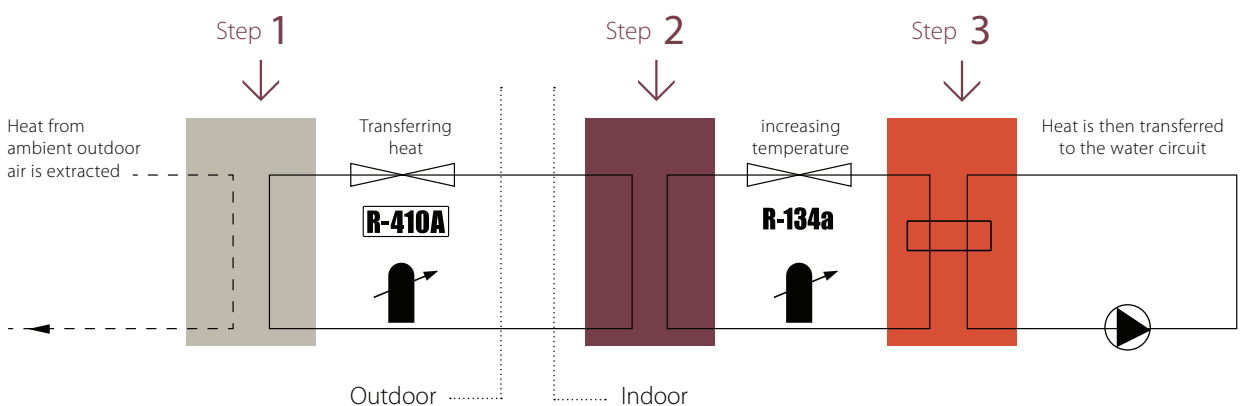 Step 1
Step 2
Step 3
Heat from
ambient outdoor
air is extracted
Transferring
heat
increasing
temperature
Heat is then transferred
to the water circuit
R-410A
R-134a
Outdoor
Indoor